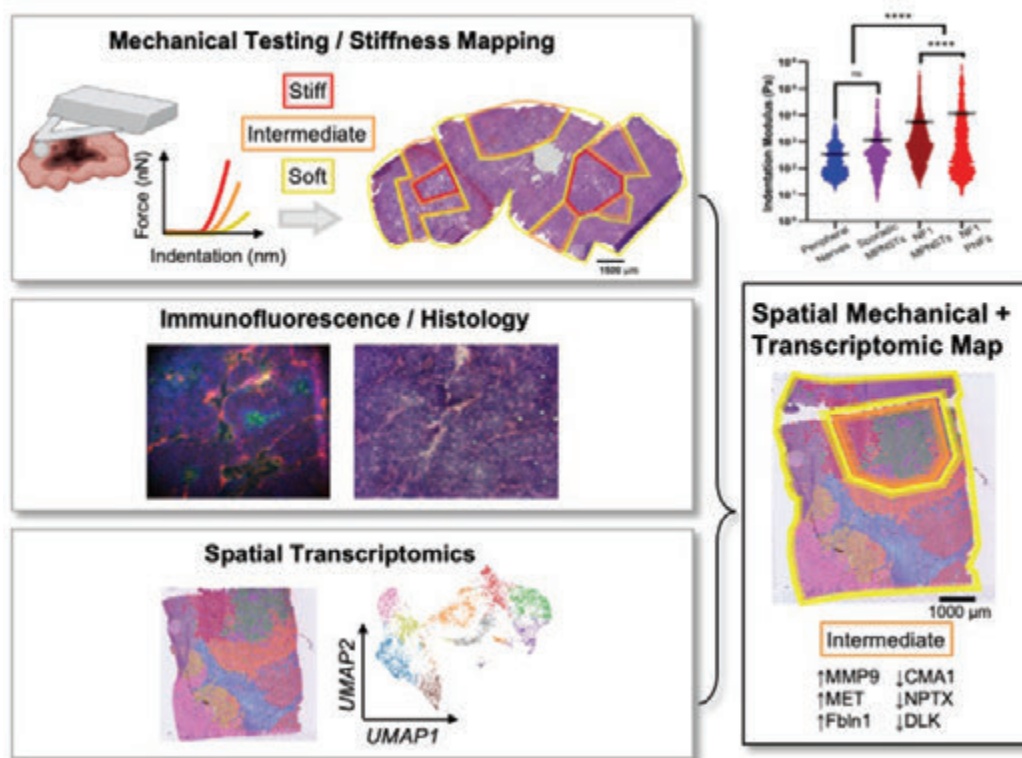 Mechanical Testing / Stiffness Mapping
Stiff
Intermediate
Soft
Force (nN)
Indentation (nm)
1500 µm
Immunofluorescence / Histology
Spatial Transcriptomics
UMAP2
UMAP1
****
****
ns
Indentation Modulus (Pa)
Peripheral
Nerves
Sporadic
MPNSTs
NF1
MPNSTs
NF1
PNFs
Spatial Mechanical +
Transcriptomic Map
1000 µm
Intermediate
↑MMP9 ↓CMA1
↑MET ↓NPTX
↑Fbln1 ↓DLK